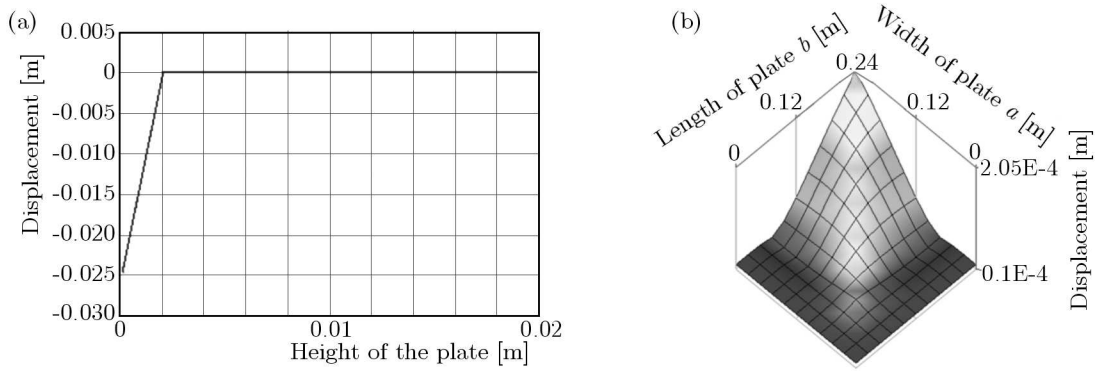 (a)
0.005
0
-0.005
-0.010
-0.015
-0.020
-0.025
-0.030
Displacement [m]
0
0.01
0.02
Height of the plate [m]
(b)
Length of plate b [m]
Width of plate a [m]
0.24
0.12
0.12
0
0
2.05E-4
0.1E-4
Displacement [m]